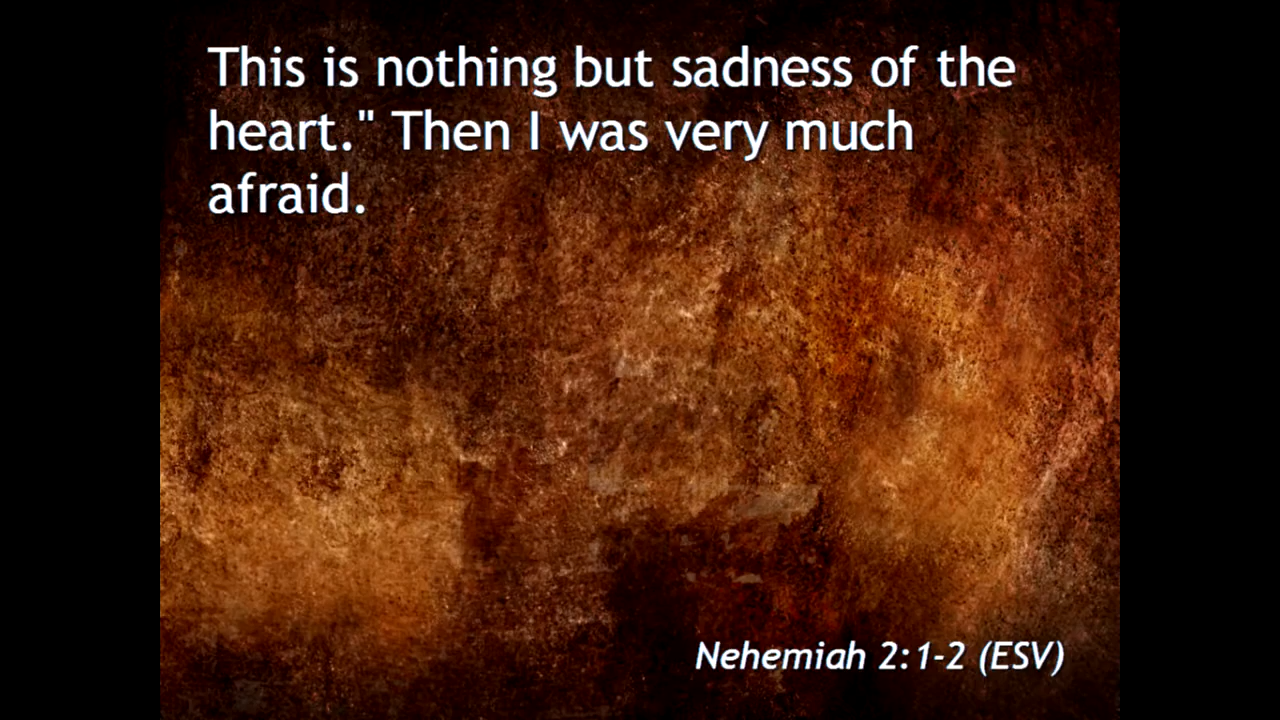 This is nothing but sadness of the
heart." Then I was very much
afraid.
Nehemiah 2:1-2 (ESV)